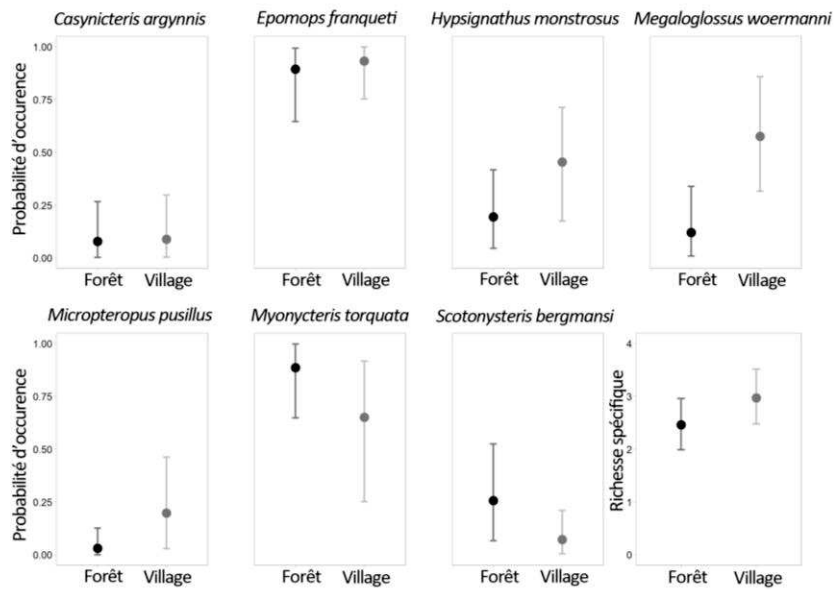 Casynicteris argynnis Epomops franqueti Hypsignathus monstrosus Megaloglossus woermanni
Probabilité d'occurence
1.00
0.75
0.50
0.25
0.00
Forêt Village Forêt Village Forêt Village Forêt Village
Micropteropus pusillus Myonycteris torquata Scotonysteris bergmansi
Probabilité d'occurence
1.00
0.75
0.50
0.25
0.00
Richesse spécifique
4
3
2
1
0
Forêt Village Forêt Village Forêt Village Forêt Village